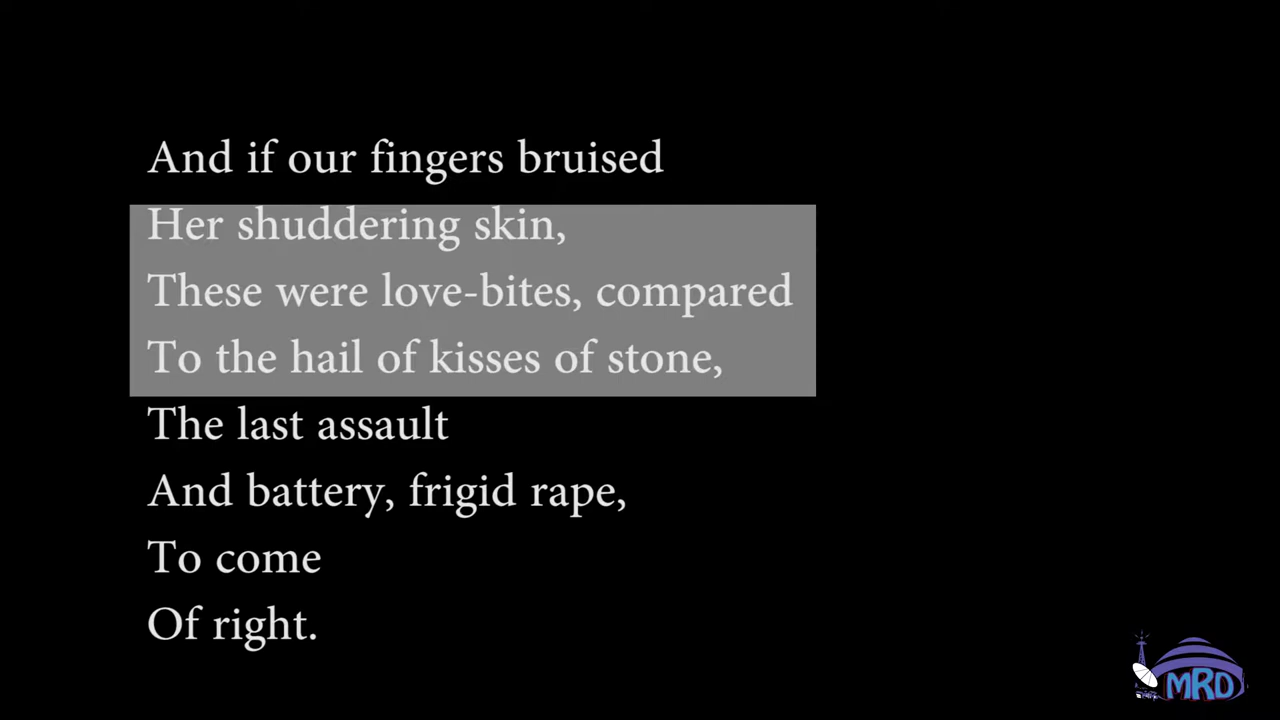 And if our fingers bruised
Her shuddering skin,
These were love-bites, compared
To the hail of kisses of stone,
The last assault
And battery, frigid rape,
To come
Of right.
MRD